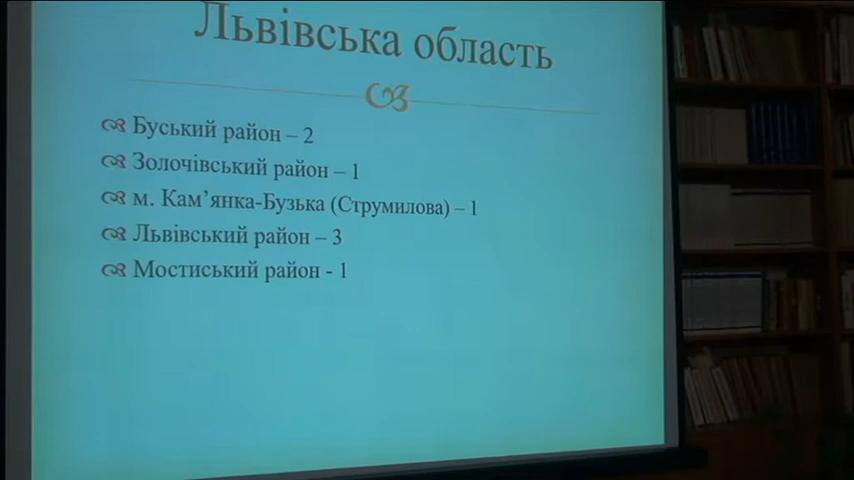 Львівська область
Буський район – 2
Золочівський район – 1
м. Кам’янка-Бузька (Струмилова) – 1
Львівський район – 3
Мостиський район - 1